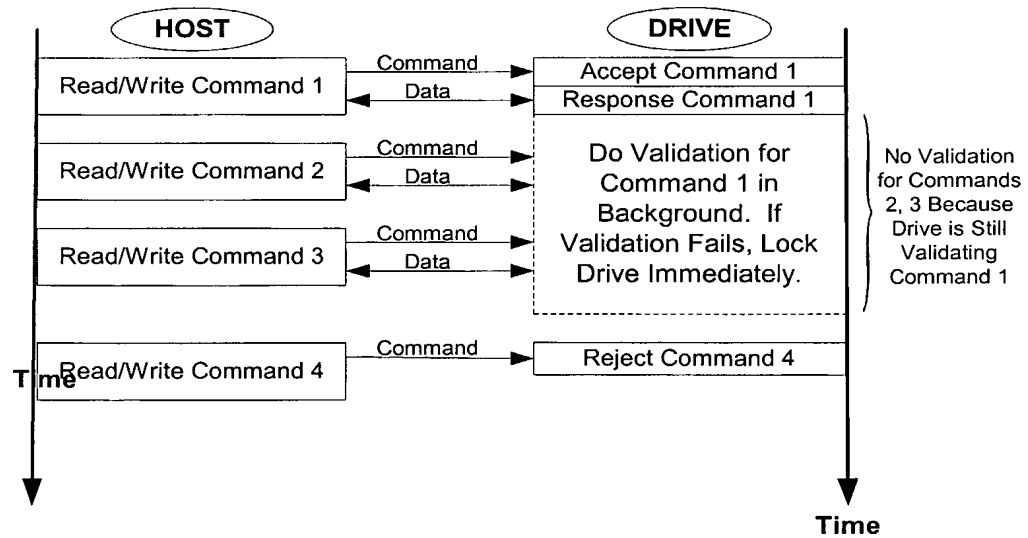 HOST
DRIVE
Read/Write Command 1
Command
Data
Accept Command 1
Response Command 1
Read/Write Command 2
Command
Data
Do Validation for
Command 1 in
Background. If
Validation Fails, Lock
Drive Immediately.
No Validation
for Commands
2, 3 Because
Drive is Still
Validating
Command 1
Read/Write Command 3
Command
Data
Read/Write Command 4
Command
Reject Command 4
Time
Time